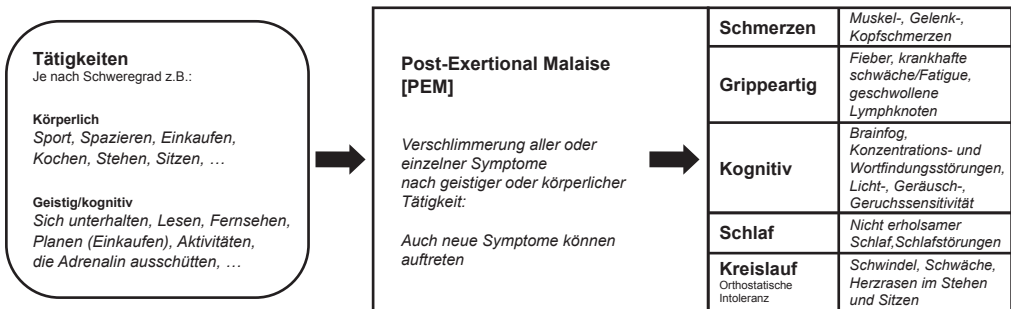 Tätigkeiten
Je nach Schweregrad z.B.:
Körperlich
Sport, Spazieren, Einkaufen,
Kochen, Stehen, Sitzen, …
Geistig/kognitiv
Sich unterhalten, Lesen, Fernsehen,
Planen (Einkaufen), Aktivitäten,
die Adrenalin ausschütten, …
Post-Exertional Malaise
[PEM]
Verschlimmerung aller oder
einzelner Symptome
nach geistiger oder körperlicher
Tätigkeit:
Auch neue Symptome können
auftreten
Schmerzen
Muskel-, Gelenk-,
Kopfschmerzen
Grippeartig
Fieber, krankhafte
schwäche/Fatigue,
geschwollene
Lymphknoten
Kognitiv
Brainfog,
Konzentrations- und
Wortfindungsstörungen,
Licht-, Geräusch-,
Geruchssensitivität
Schlaf
Nicht erholsamer
Schlaf,Schlafstörungen
Kreislauf
Orthostatische
Intoleranz
Schwindel, Schwäche,
Herzrasen im Stehen
und Sitzen